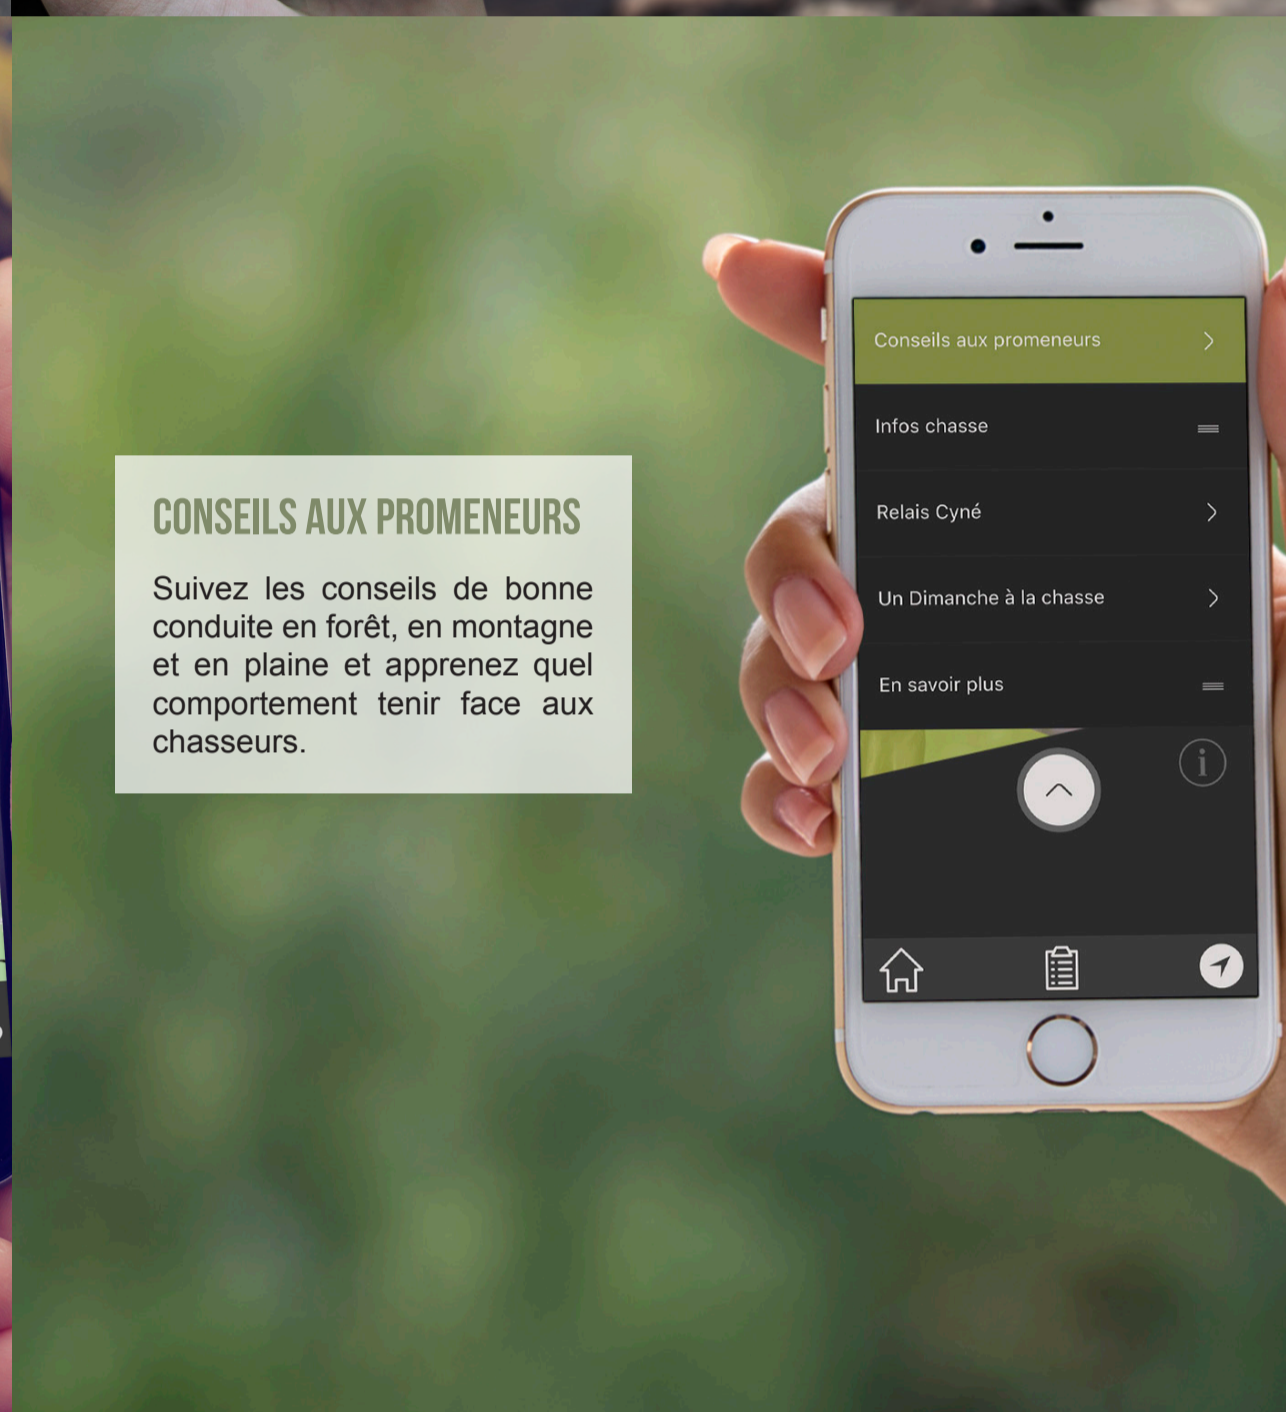 CONSEILS AUX PROMENEURS
Suivez les conseils de bonne
conduite en forêt, en montagne
et en plaine et apprenez quel
comportement tenir face aux
chasseurs.
Conseils aux promeneurs
Infos chasse
Relais Cyné
Un Dimanche à la chasse
En savoir plus
i